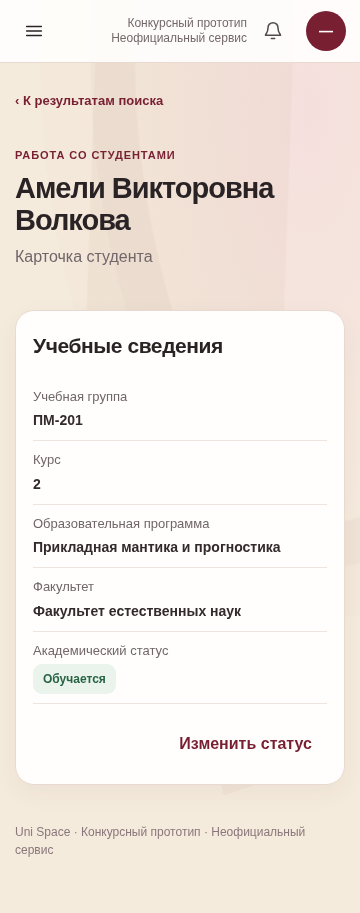 Конкурсный прототип
Неофициальный сервис
—
‹ К результатам поиска
РАБОТА СО СТУДЕНТАМИ
Амели Викторовна
Волкова
Карточка студента
Учебные сведения
Учебная группа
ПМ-201
Курс
2
Образовательная программа
Прикладная мантика и прогностика
Факультет
Факультет естественных наук
Академический статус
Обучается
Изменить статус
Uni Space · Конкурсный прототип · Неофициальный
сервис